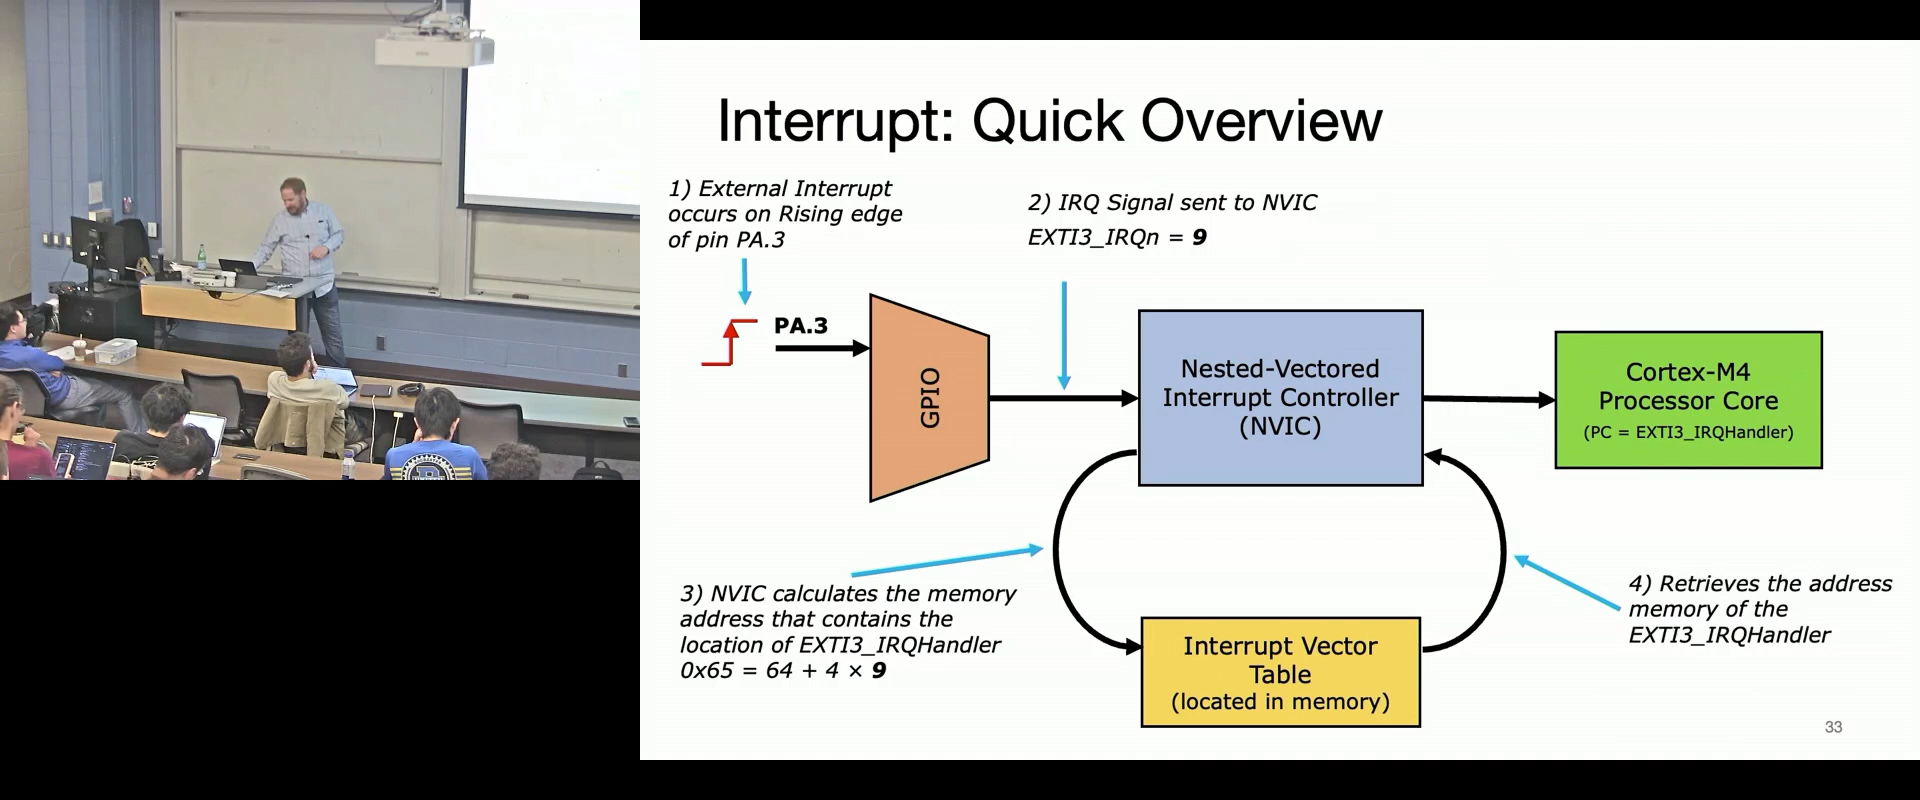 Interrupt: Quick Overview
1) External Interrupt
occurs on Rising edge
of pin PA.3
2) IRQ Signal sent to NVIC
EXTI3_IRQn = 9
PA.3
GPIO
Nested-Vectored
Interrupt Controller
(NVIC)
Cortex-M4
Processor Core
(PC = EXTI3_IRQHandler)
3) NVIC calculates the memory
address that contains the
location of EXTI3_IRQHandler
0x65 = 64 + 4 × 9
Interrupt Vector
Table
(located in memory)
4) Retrieves the address
memory of the
EXTI3_IRQHandler
33